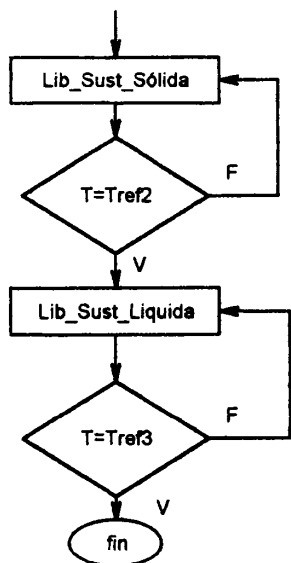 Lib_Sust_Sólida
T=Tref2
F
V
Lib_Sust_Liquida
T=Tref3
F
V
fin